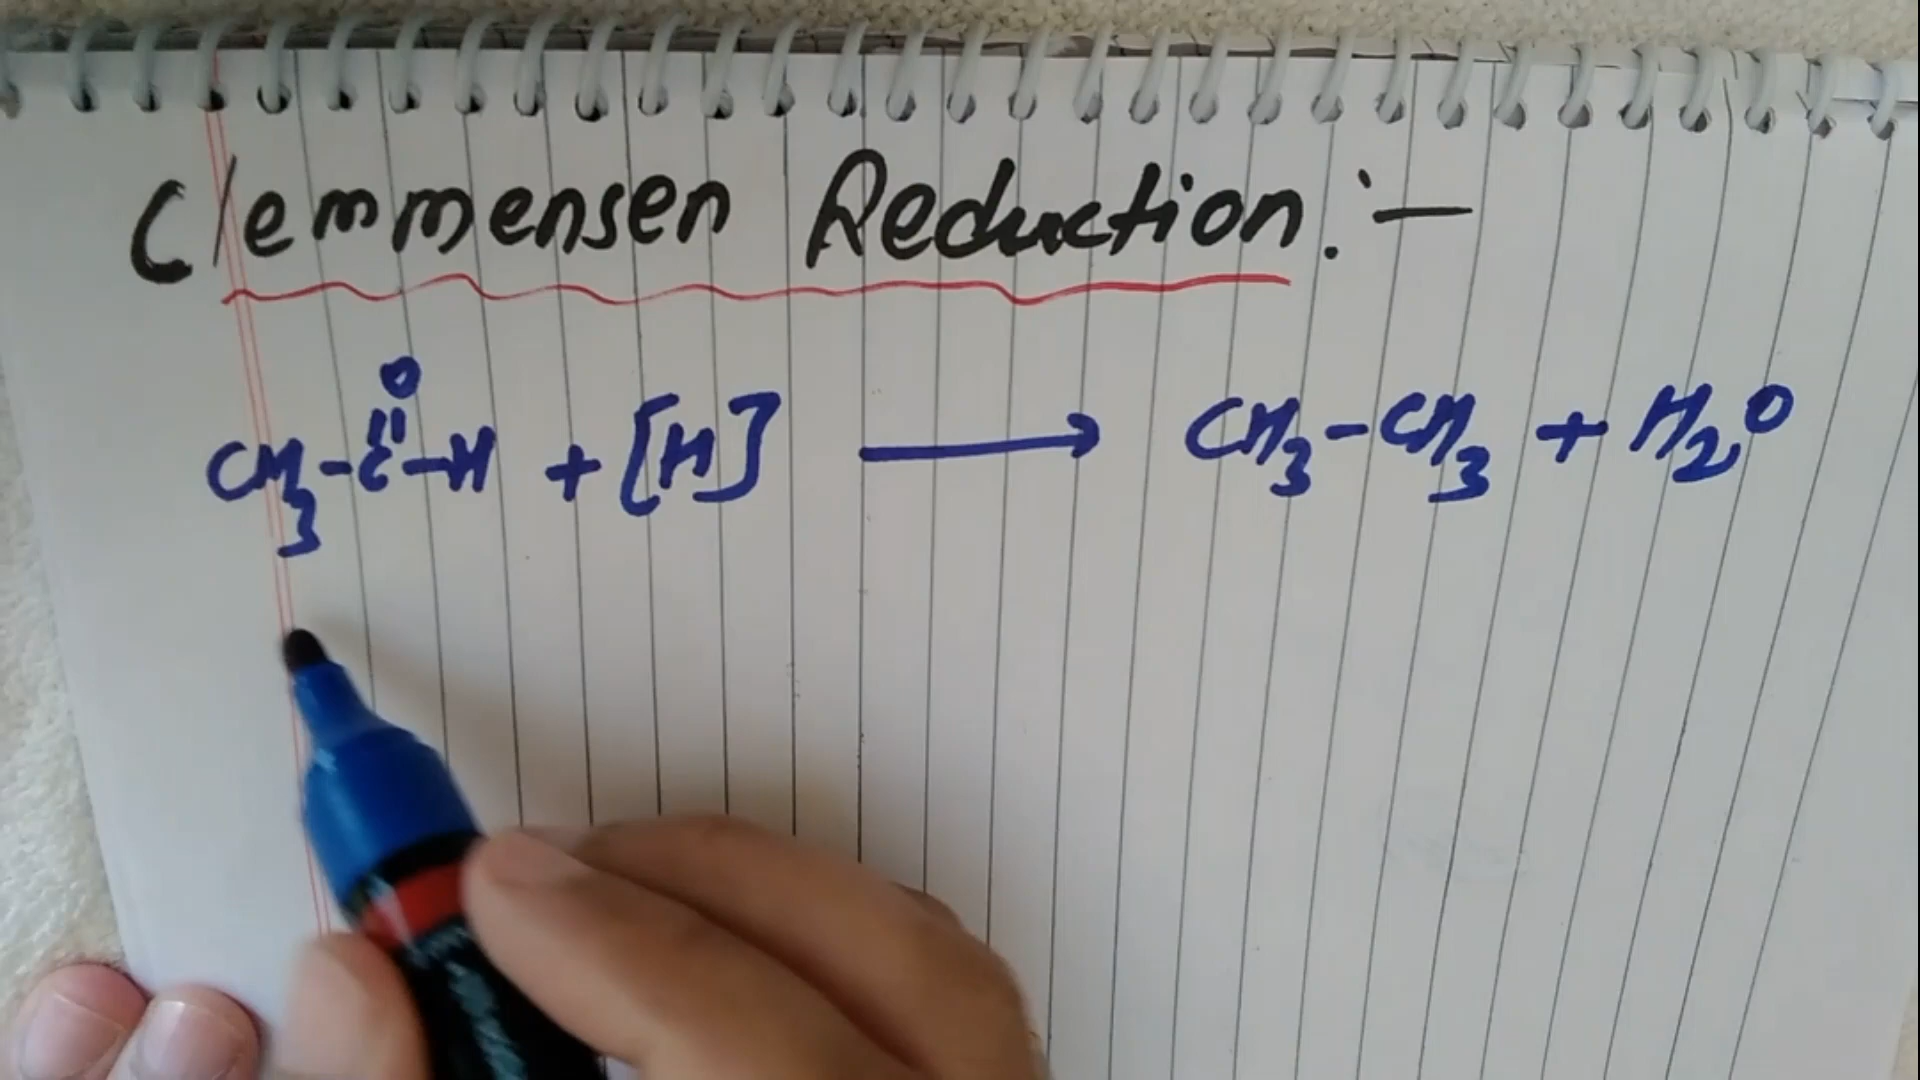 Clemmensen Reduction :-
O
CH3-C-H + [H] ⟶ CH3-CH3 + H2O